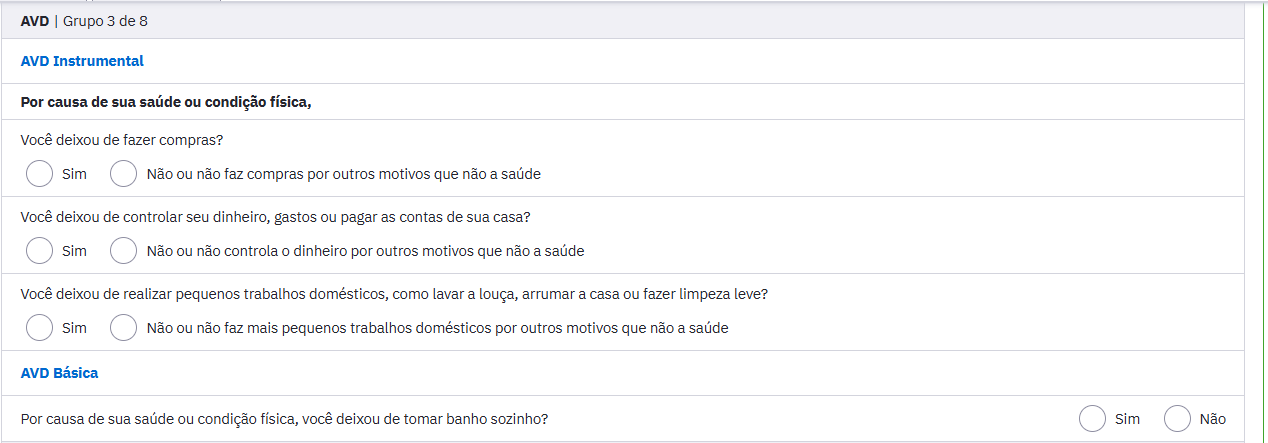 AVD | Grupo 3 de 8
AVD Instrumental
Por causa de sua saúde ou condição física,
Você deixou de fazer compras?
Sim Não ou não faz compras por outros motivos que não a saúde
Você deixou de controlar seu dinheiro, gastos ou pagar as contas de sua casa?
Sim Não ou não controla o dinheiro por outros motivos que não a saúde
Você deixou de realizar pequenos trabalhos domésticos, como lavar a louça, arrumar a casa ou fazer limpeza leve?
Sim Não ou não faz mais pequenos trabalhos domésticos por outros motivos que não a saúde
AVD Básica
Por causa de sua saúde ou condição física, você deixou de tomar banho sozinho? Sim Não